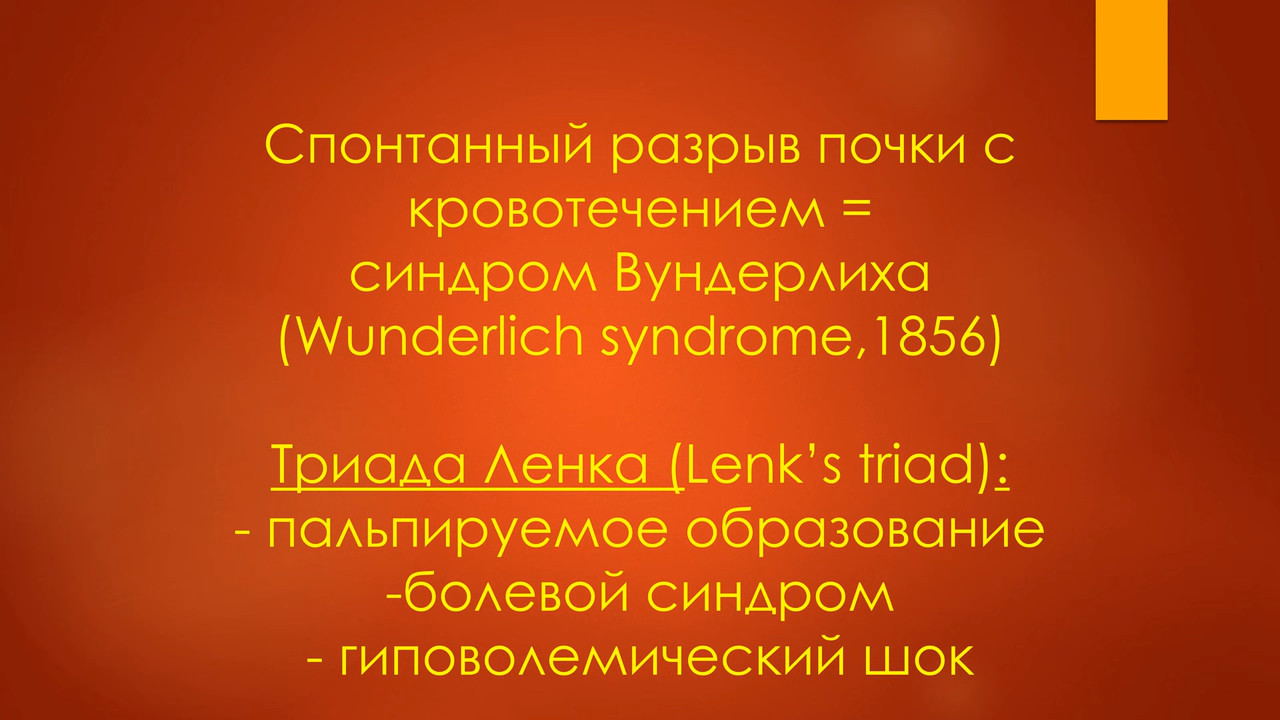 Спонтанный разрыв почки с
кровотечением =
синдром Вундерлиха
(Wunderlich syndrome,1856)
Триада Ленка (Lenk’s triad):
- пальпируемое образование
-болевой синдром
- гиповолемический шок